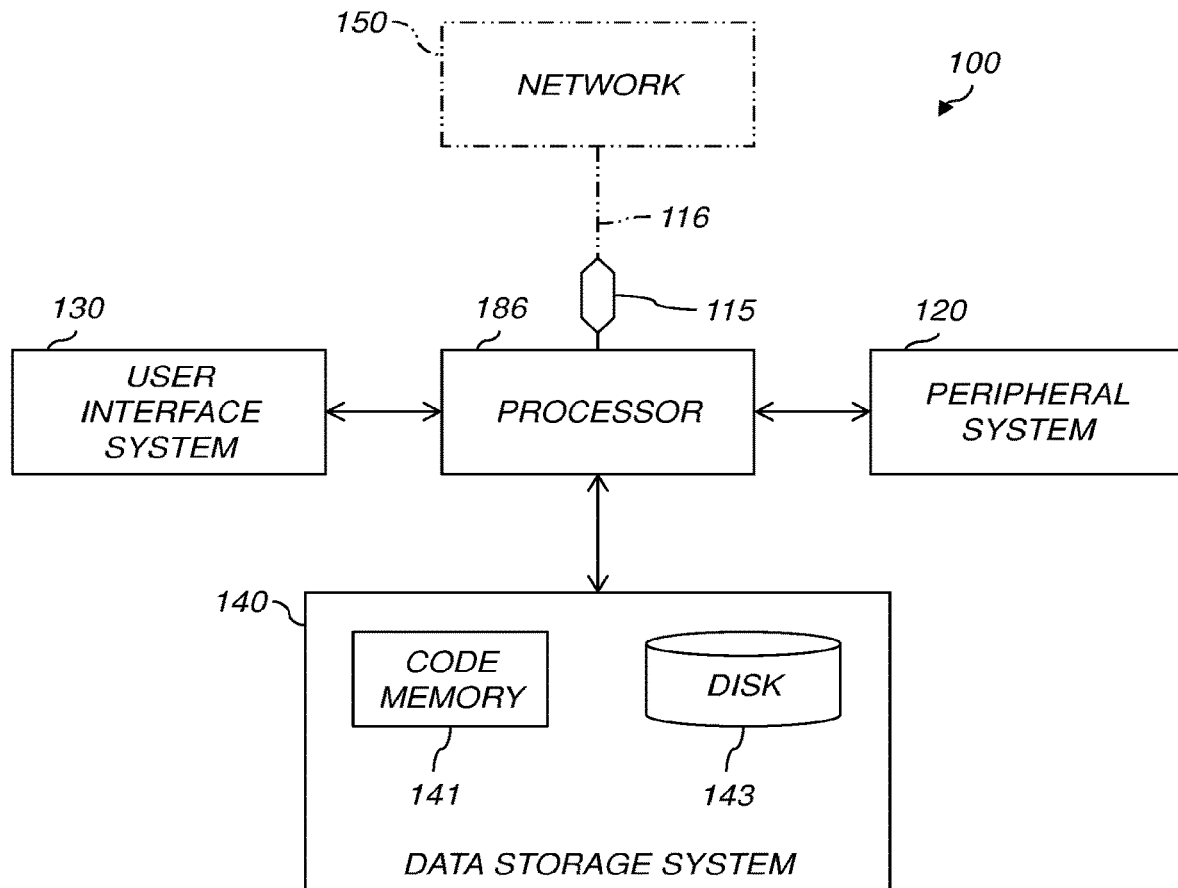 150
NETWORK
100
116
115
130
186
120
USER
INTERFACE
SYSTEM
PROCESSOR
PERIPHERAL
SYSTEM
140
CODE
MEMORY
DISK
141
143
DATA STORAGE SYSTEM